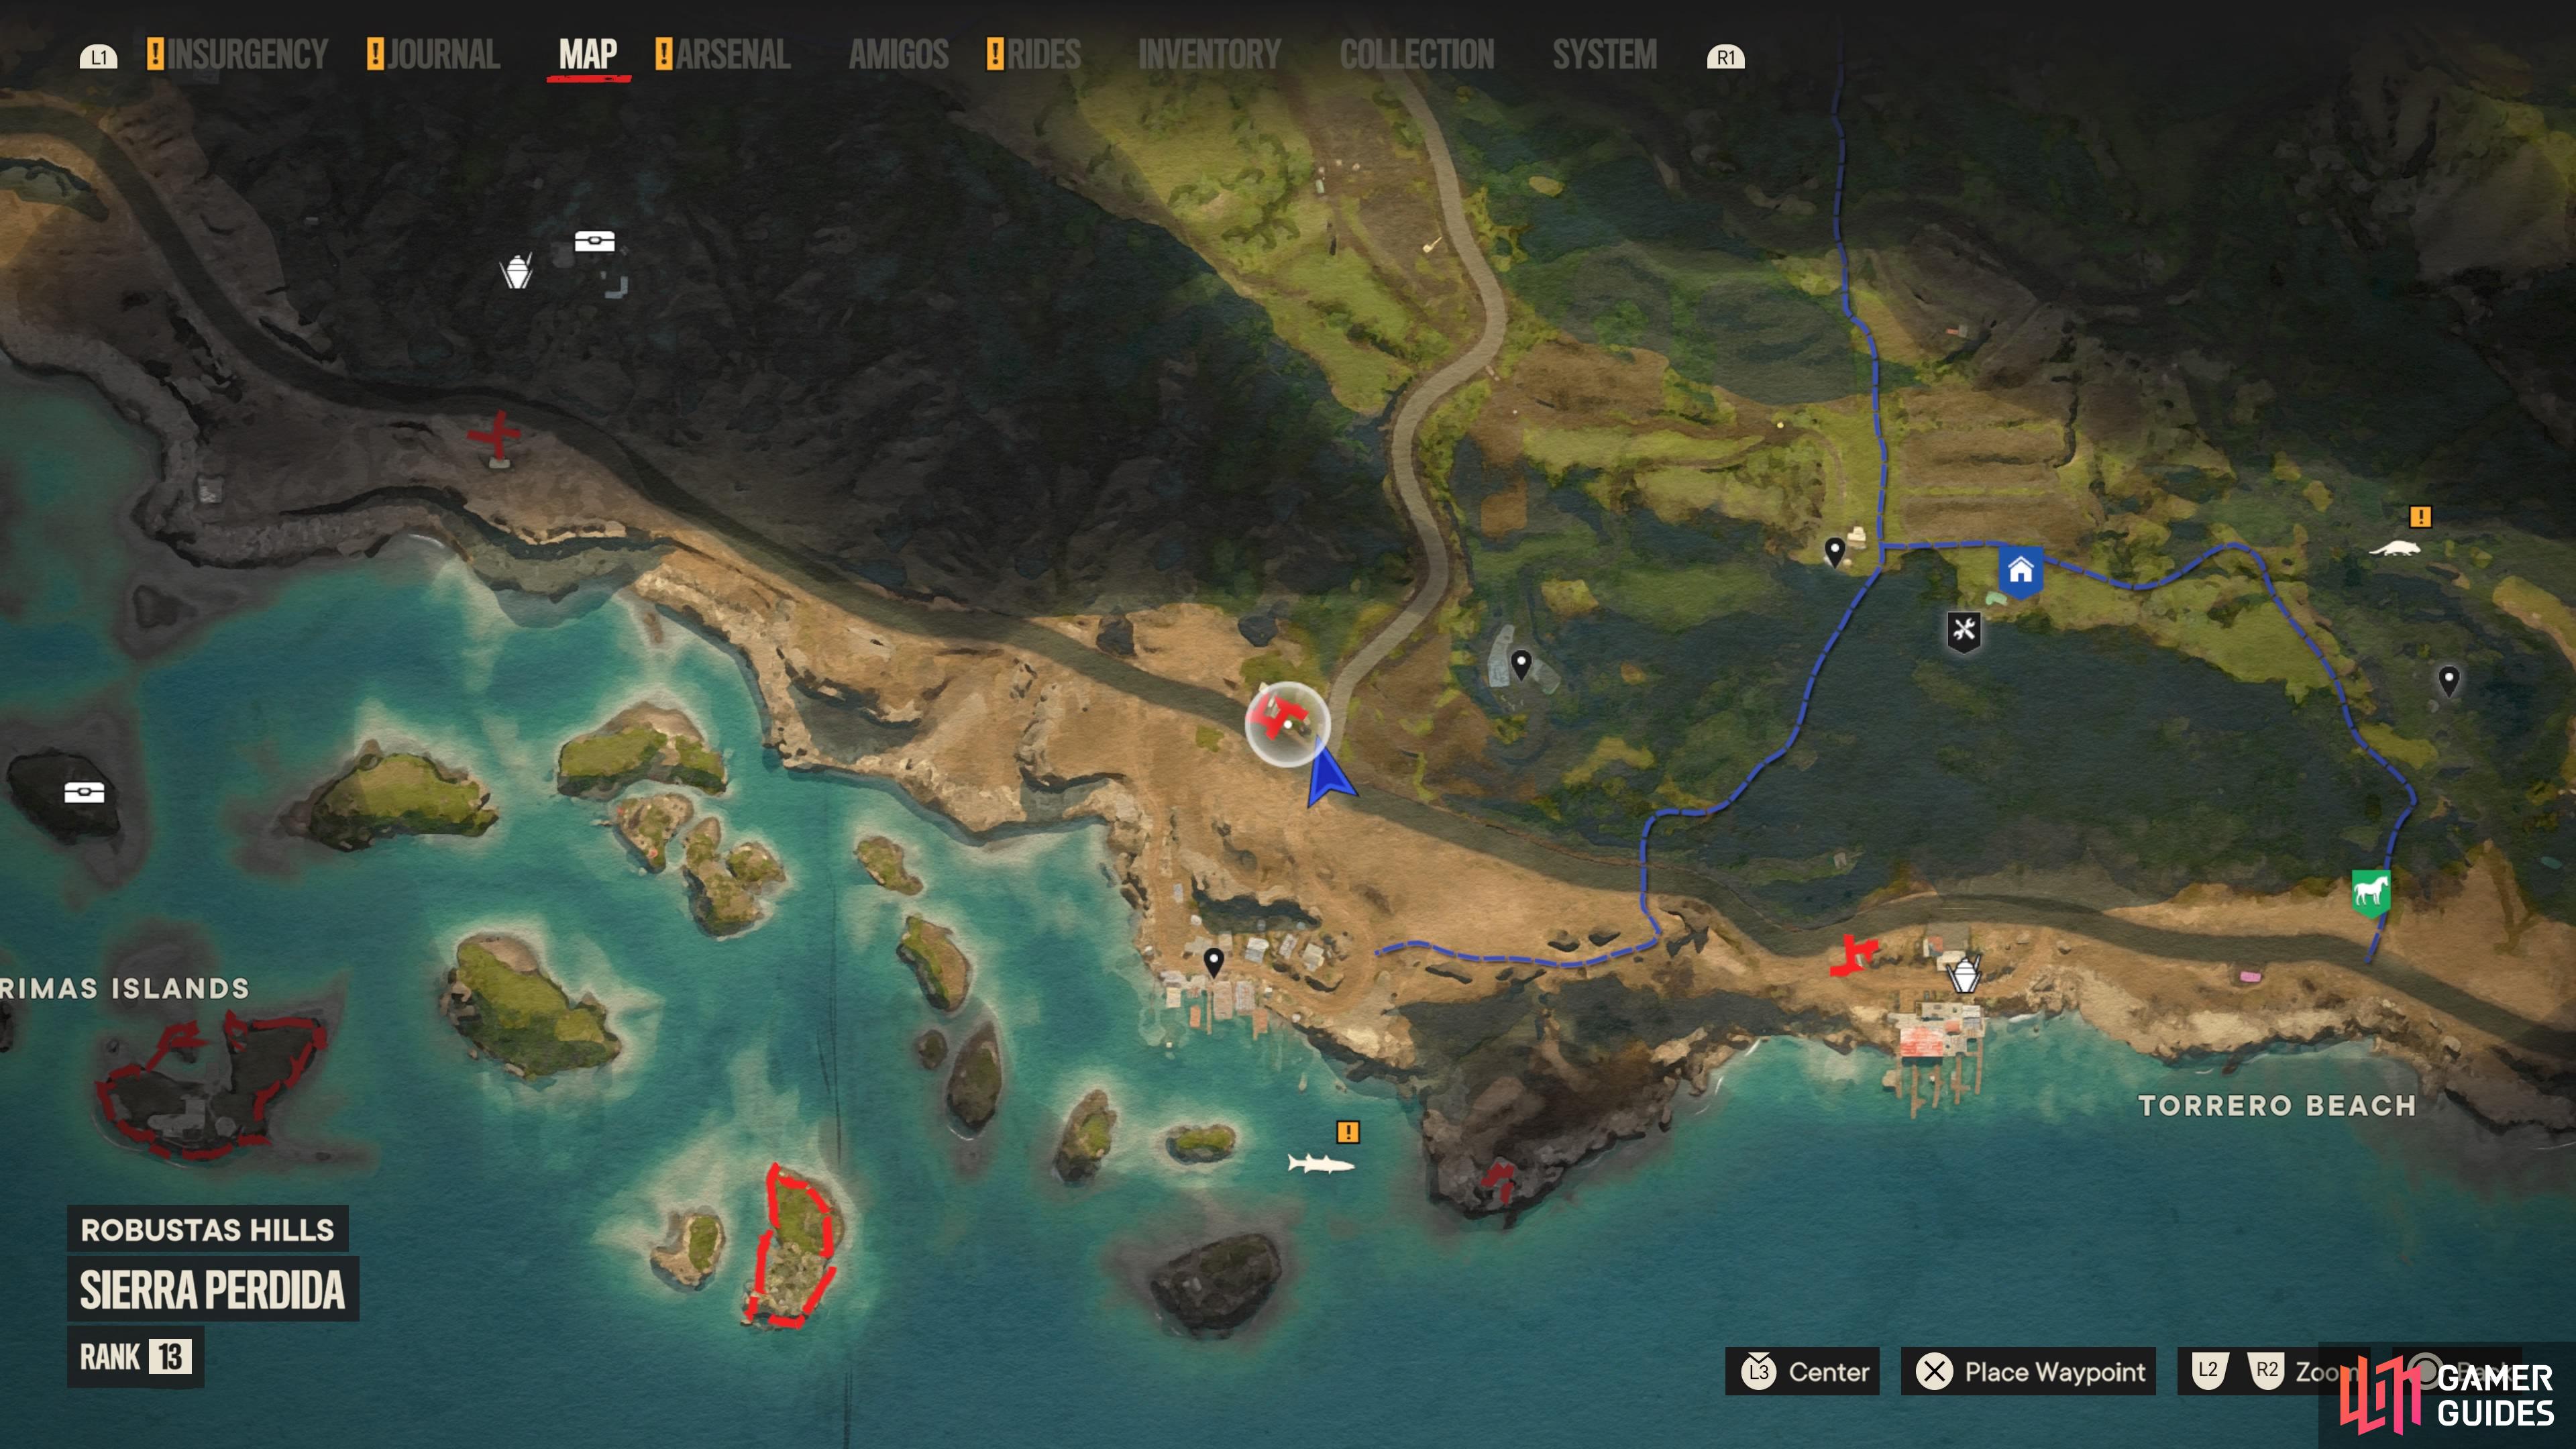 L1 ! INSURGENCY ! JOURNAL MAP ! ARSENAL AMIGOS ! RIDES INVENTORY COLLECTION SYSTEM R1
!
!
RIMAS ISLANDS
TORRERO BEACH
ROBUSTAS HILLS
SIERRA PERDIDA
RANK 13
L3 Center Place Waypoint L2 R2 Zoom
GAMER
GUIDES